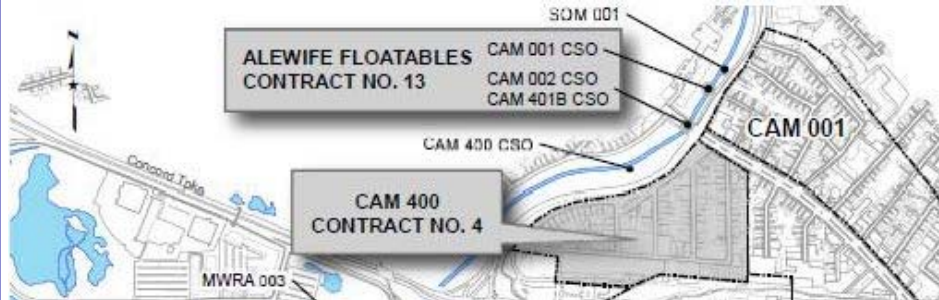 SOM 001
ALEWIFE FLOATABLES
CONTRACT NO. 13
CAM 001 CSO
CAM 002 CSO
CAM 401B CSO
CAM 001
CAM 400 CSO
Concord Tpke
CAM 400
CONTRACT NO. 4
MWRA 003